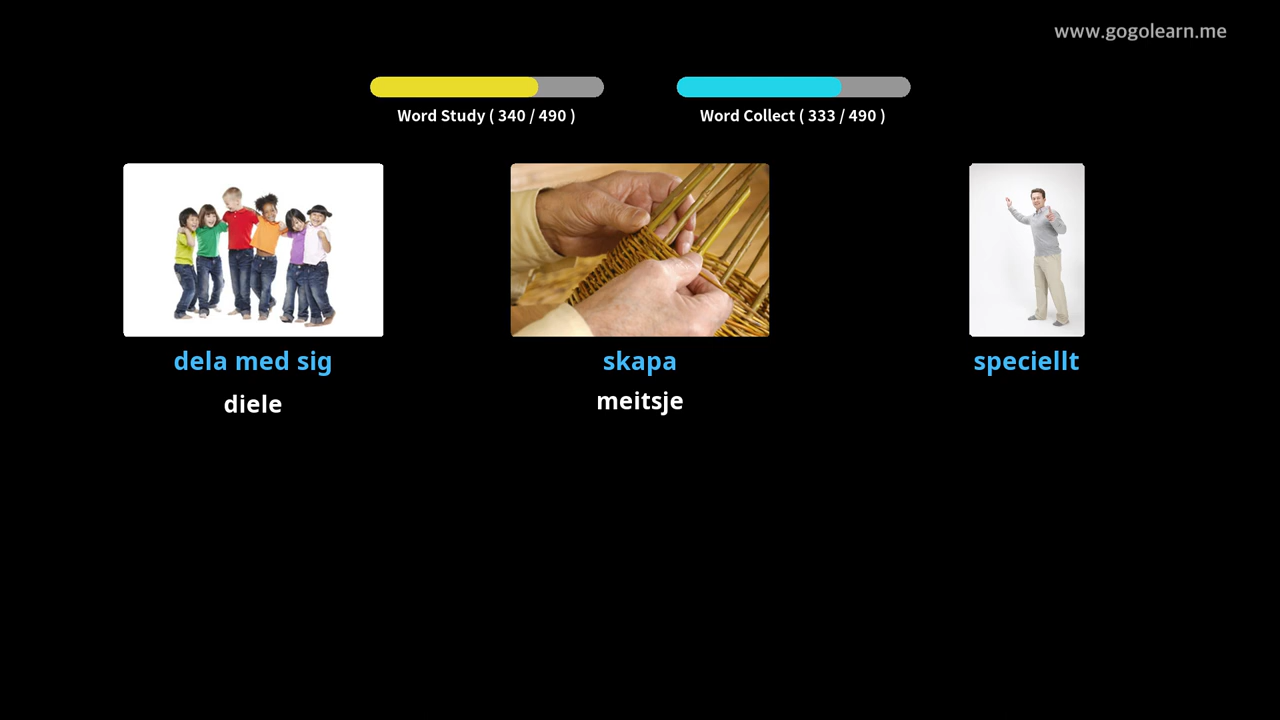 www.gogolearn.me
Word Study ( 340 / 490 )
Word Collect ( 333 / 490 )
dela med sig
skapa
speciellt
diele
meitsje